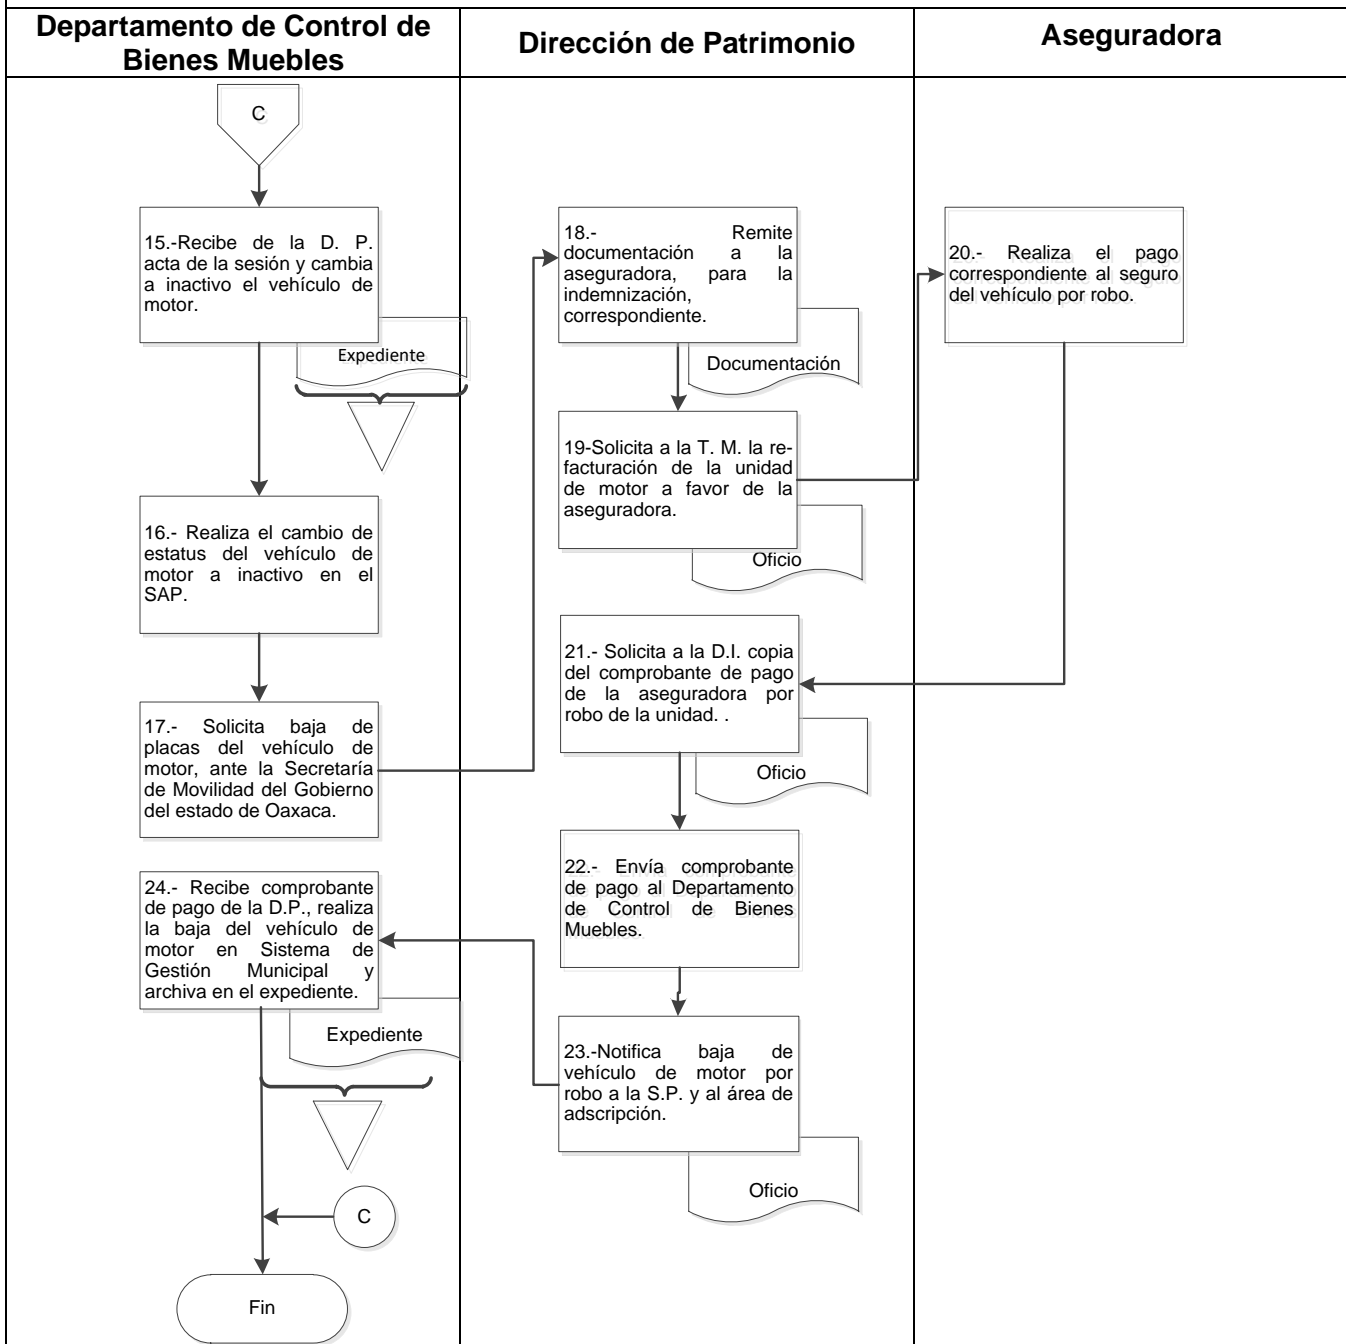 Departamento de Control de
Bienes Muebles
Dirección de Patrimonio
Aseguradora
C
15.-Recibe de la D. P.
acta de la sesión y cambia
a inactivo el vehículo de
motor.
Expediente
16.- Realiza el cambio de
estatus del vehículo de
motor a inactivo en el
SAP.
17.- Solicita baja de
placas del vehículo de
motor, ante la Secretaría
de Movilidad del Gobierno
del estado de Oaxaca.
18.- Remite
documentación a la
aseguradora, para la
indemnización,
correspondiente.
Documentación
19-Solicita a la T. M. la re-
facturación de la unidad
de motor a favor de la
aseguradora.
Oficio
20.- Realiza el pago
correspondiente al seguro
del vehículo por robo.
21.- Solicita a la D.I. copia
del comprobante de pago
de la aseguradora por
robo de la unidad. .
Oficio
22.- Envía comprobante
de pago al Departamento
de Control de Bienes
Muebles.
23.-Notifica baja de
vehículo de motor por
robo a la S.P. y al área de
adscripción.
Oficio
24.- Recibe comprobante
de pago de la D.P., realiza
la baja del vehículo de
motor en Sistema de
Gestión Municipal y
archiva en el expediente.
Expediente
C
Fin